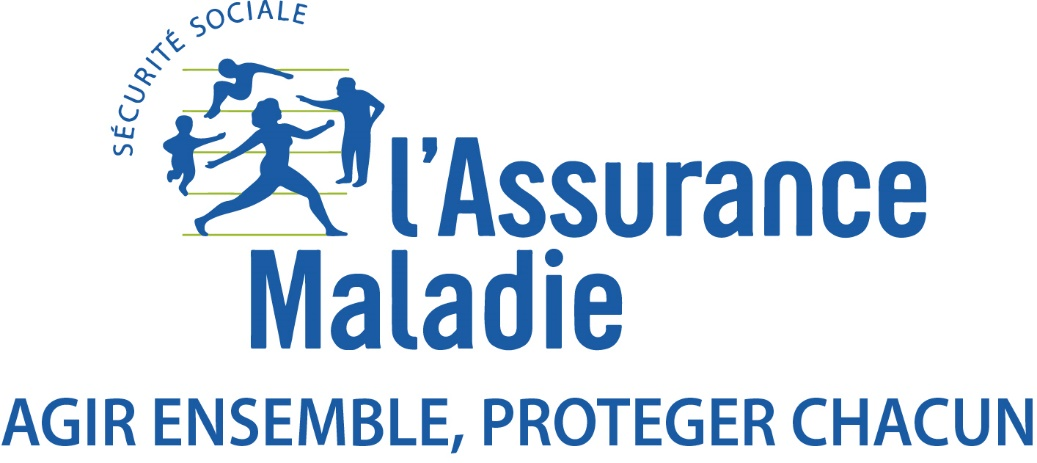 SÉCURITÉ SOCIALE
l'Assurance
Maladie
AGIR ENSEMBLE, PROTEGER CHACUN